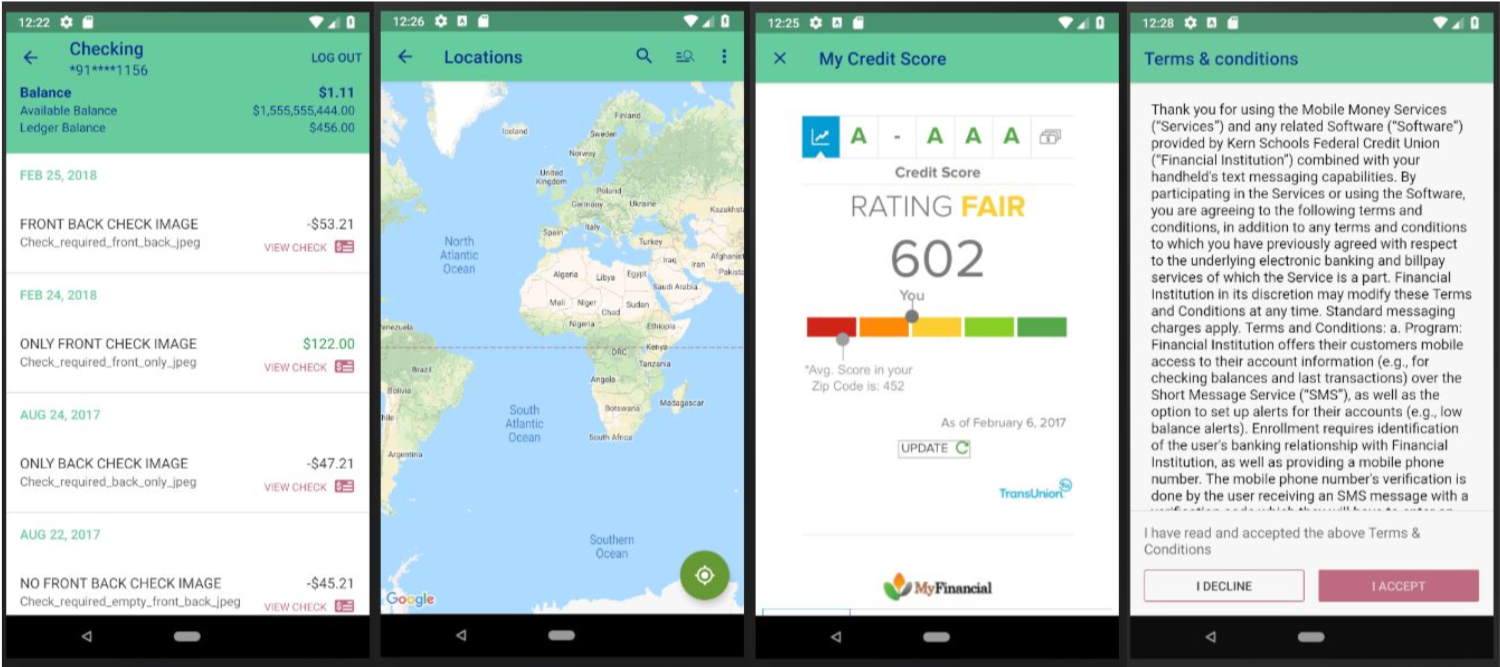 12:22
Checking
LOG OUT
*91****1156
Balance $1.11
Available Balance $1,555,555,444.00
Ledger Balance $456.00
FEB 25, 2018
FRONT BACK CHECK IMAGE -$53.21
Check_required_front_back_jpeg VIEW CHECK
FEB 24, 2018
ONLY FRONT CHECK IMAGE $122.00
Check_required_front_only_jpeg VIEW CHECK
AUG 24, 2017
ONLY BACK CHECK IMAGE -$47.21
Check_required_back_only_jpeg VIEW CHECK
AUG 22, 2017
NO FRONT BACK CHECK IMAGE -$45.21
Check_required_empty_front_back_jpeg VIEW CHECK
12:26
Locations
Iceland
Finland
Sweden
Norway
United
Kingdom
Poland
Germany
Ukraine
Kazakhsta
Italy
Spain
Turkey
North
Atlantic
Ocean
Iraq
Iran
Afghanist
Pakista
Algeria
Libya
Egypt
Saudi Arabia
Mali
Niger
Sudan
Chad
Nigeria
Ethiopia
enezuela
Kenya
DRC
Tanzania
Brazil
Angola
Bolivia
Botswana
Madagascar
hile
South
Atlantic
Ocean
South Africa
Argentina
Southern
Ocean
Google
12:25
My Credit Score
A - A A A
Credit Score
RATING FAIR
602
You
*Avg. Score in your
Zip Code is: 452
As of February 6, 2017
UPDATE
TransUnion
tu
MyFinancial
12:28
Terms & conditions
Thank you for using the Mobile Money Services
("Services") and any related Software ("Software")
provided by Kern Schools Federal Credit Union
("Financial Institution") combined with your
handheld's text messaging capabilities. By
participating in the Services or using the Software,
you are agreeing to the following terms and
conditions, in addition to any terms and conditions
to which you have previously agreed with respect
to the underlying electronic banking and billpay
services of which the Service is a part. Financial
Institution in its discretion may modify these Terms
and Conditions at any time. Standard messaging
charges apply. Terms and Conditions: a. Program:
Financial Institution offers their customers mobile
access to their account information (e.g., for
checking balances and last transactions) over the
Short Message Service ("SMS"), as well as the
option to set up alerts for their accounts (e.g., low
balance alerts). Enrollment requires identification
of the user's banking relationship with Financial
Institution, as well as providing a mobile phone
number. The mobile phone number's verification is
done by the user receiving an SMS message with a
I have read and accepted the above Terms &
Conditions
I DECLINE
I ACCEPT